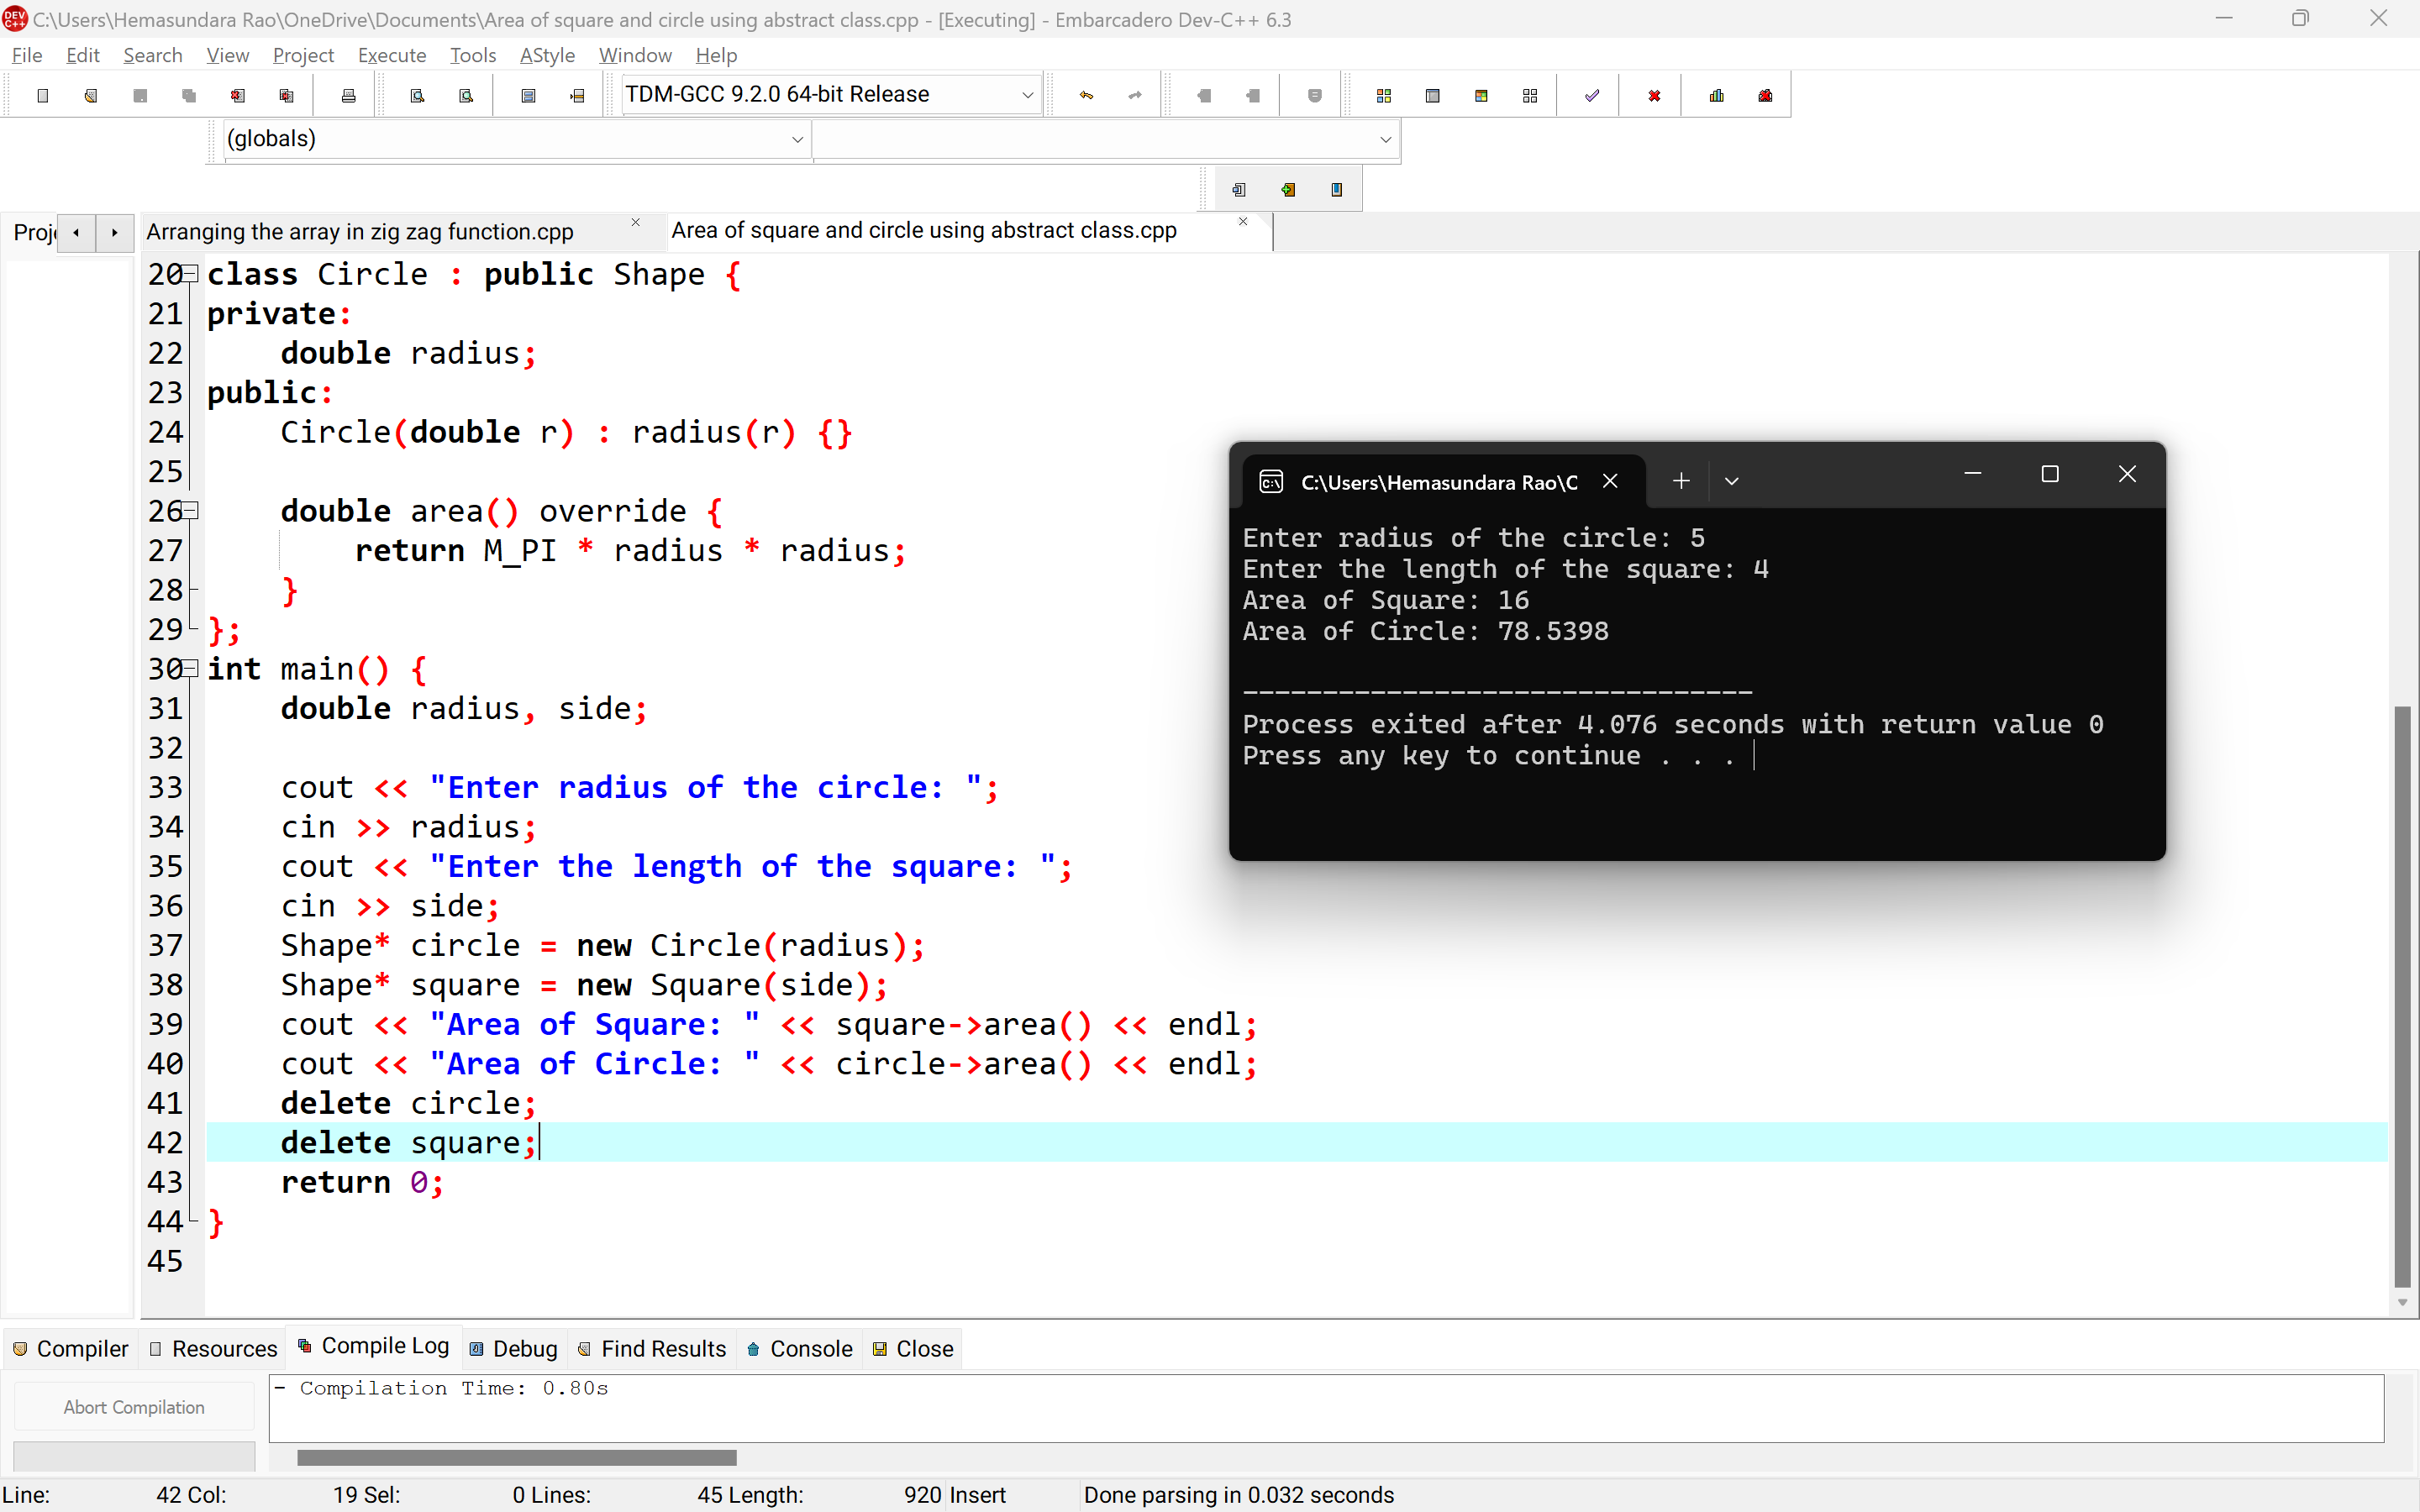 C:\Users\Hemasundara Rao\OneDrive\Documents\Area of square and circle using abstract class.cpp - [Executing] - Embarcadero Dev-C++ 6.3
File Edit Search View Project Execute Tools AStyle Window Help
TDM-GCC 9.2.0 64-bit Release
(globals)
Proj Arranging the array in zig zag function.cpp Area of square and circle using abstract class.cpp
20 class Circle : public Shape {
21 private:
22     double radius;
23 public:
24     Circle(double r) : radius(r) {}
25
26     double area() override {
27         return M_PI * radius * radius;
28     }
29 };
30 int main() {
31     double radius, side;
32
33     cout << "Enter radius of the circle: ";
34     cin >> radius;
35     cout << "Enter the length of the square: ";
36     cin >> side;
37     Shape* circle = new Circle(radius);
38     Shape* square = new Square(side);
39     cout << "Area of Square: " << square->area() << endl;
40     cout << "Area of Circle: " << circle->area() << endl;
41     delete circle;
42     delete square;
43     return 0;
44 }
45
C:\Users\Hemasundara Rao\C
Enter radius of the circle: 5
Enter the length of the square: 4
Area of Square: 16
Area of Circle: 78.5398
--------------------------------
Process exited after 4.076 seconds with return value 0
Press any key to continue . . .
Compiler Resources Compile Log Debug Find Results Console Close
Abort Compilation
- Compilation Time: 0.80s
Line: 42 Col: 19 Sel: 0 Lines: 45 Length: 920 Insert Done parsing in 0.032 seconds